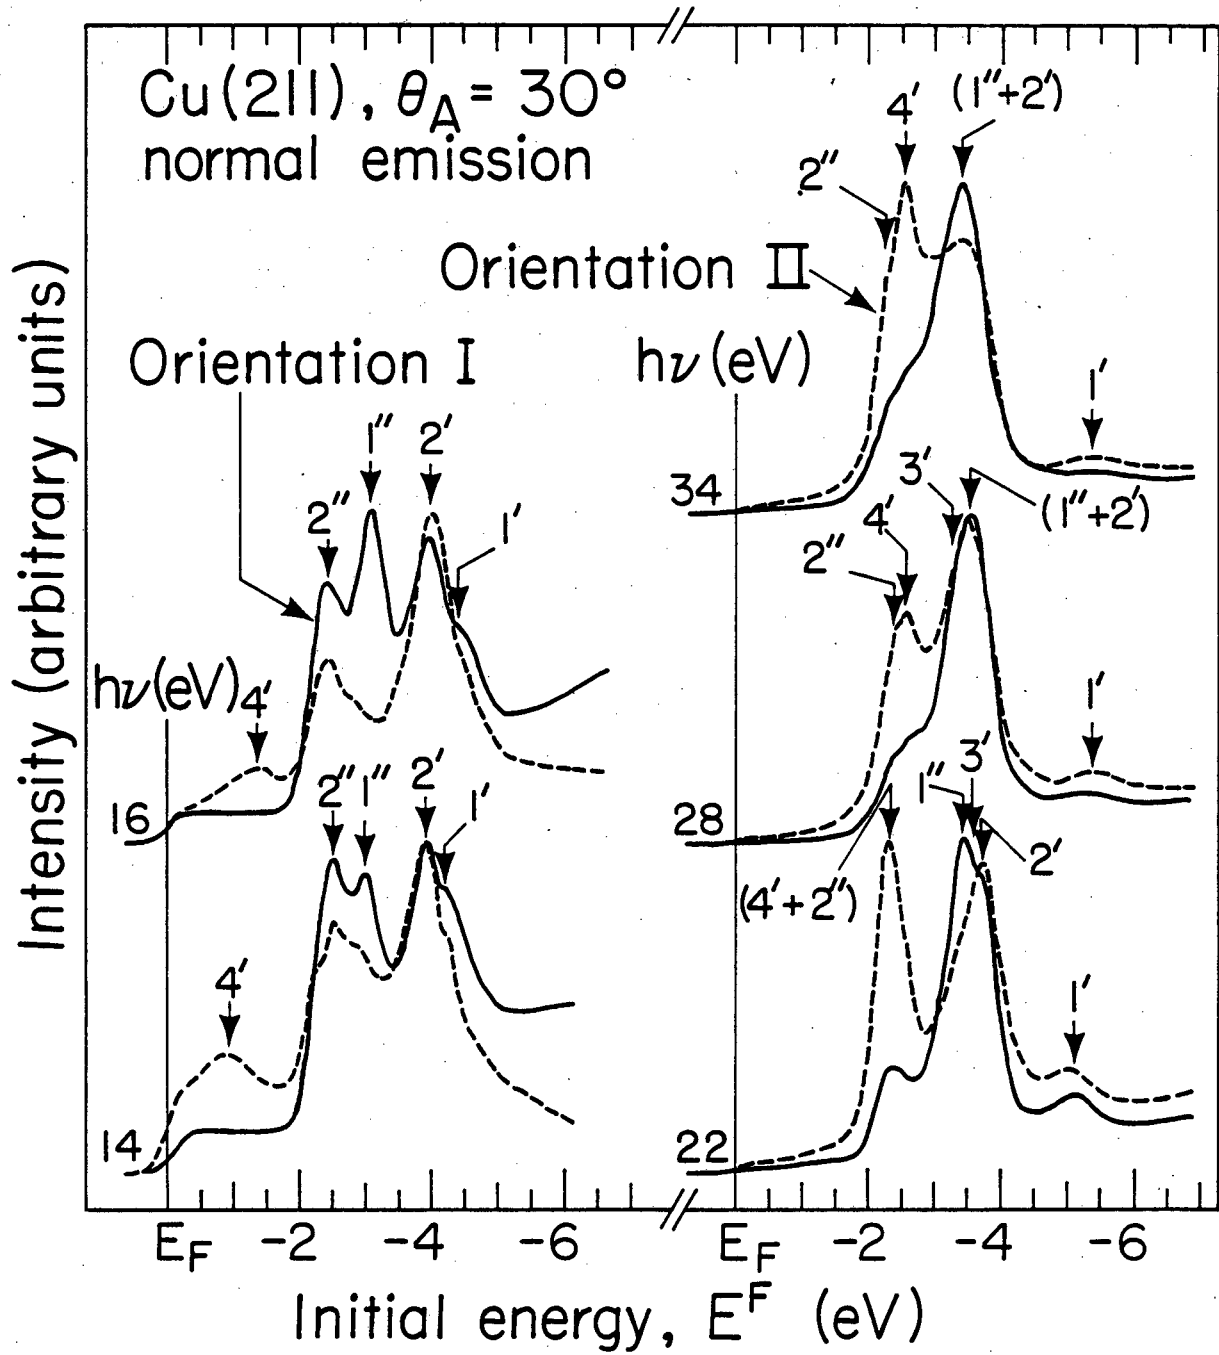 Cu(211), θA = 30°
normal emission
Orientation I
Orientation II
Intensity (arbitrary units)
hν(eV)
hν(eV)
2″
1″
2′
1′
4′
16
2″
1″
2′
1′
4′
14
4′
(1″+2′)
2″
1′
34
3′
(1″+2′)
4′
2″
1′
28
3′
1″
2′
(4′+2″)
1′
22
EF -2 -4 -6
EF -2 -4 -6
Initial energy, E^F (eV)